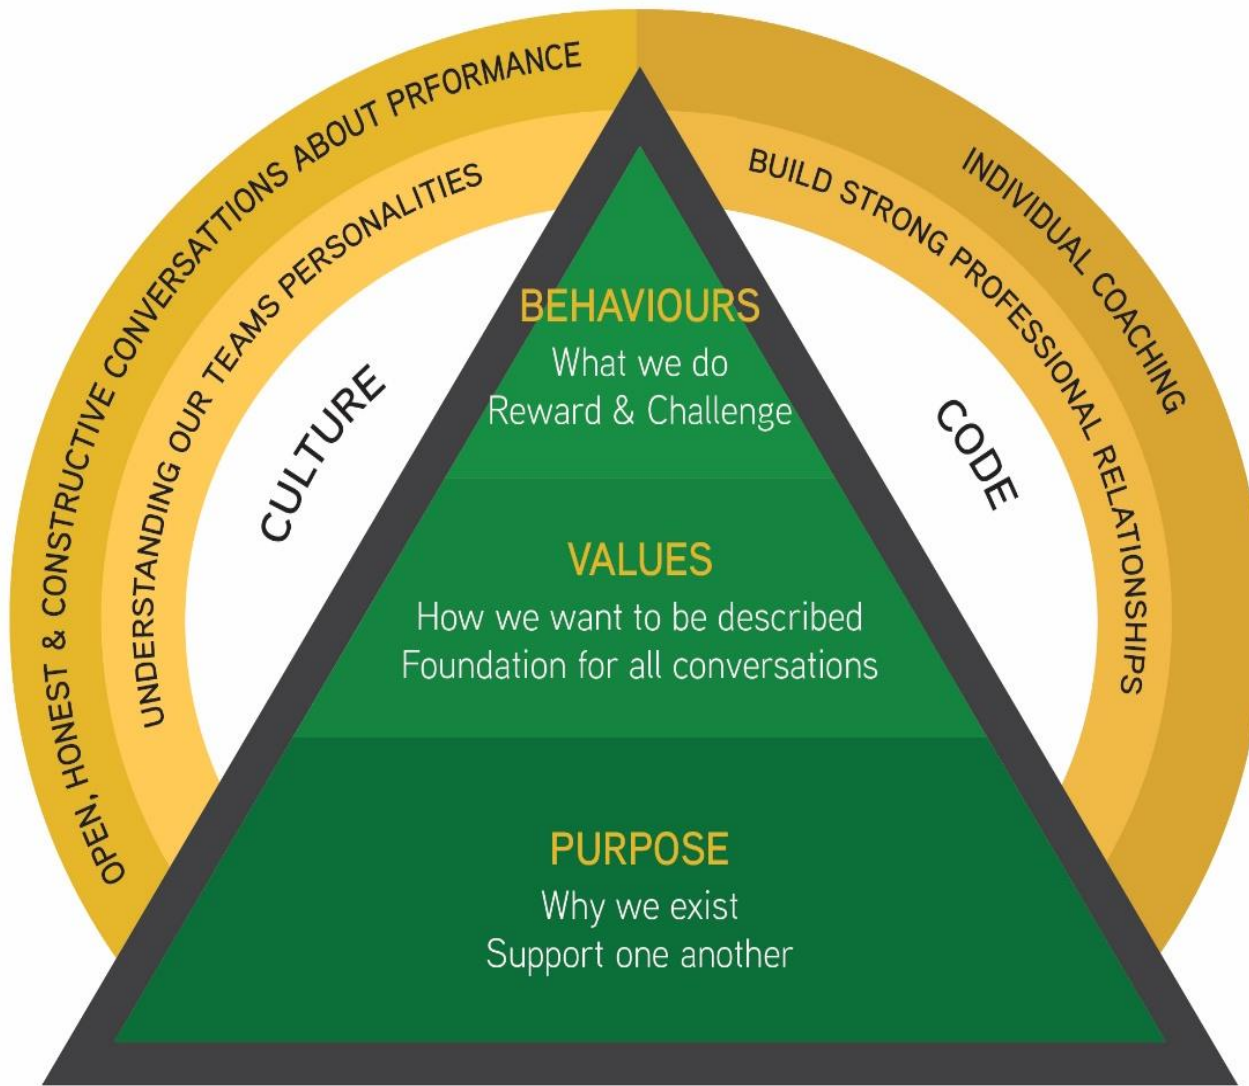 OPEN, HONEST & CONSTRUCTIVE CONVERSATTIONS ABOUT PRFORMANCE
UNDERSTANDING OUR TEAMS PERSONALITIES
CULTURE
INDIVIDUAL COACHING
BUILD STRONG PROFESSIONAL RELATIONSHIPS
CODE
BEHAVIOURS
What we do
Reward & Challenge
VALUES
How we want to be described
Foundation for all conversations
PURPOSE
Why we exist
Support one another